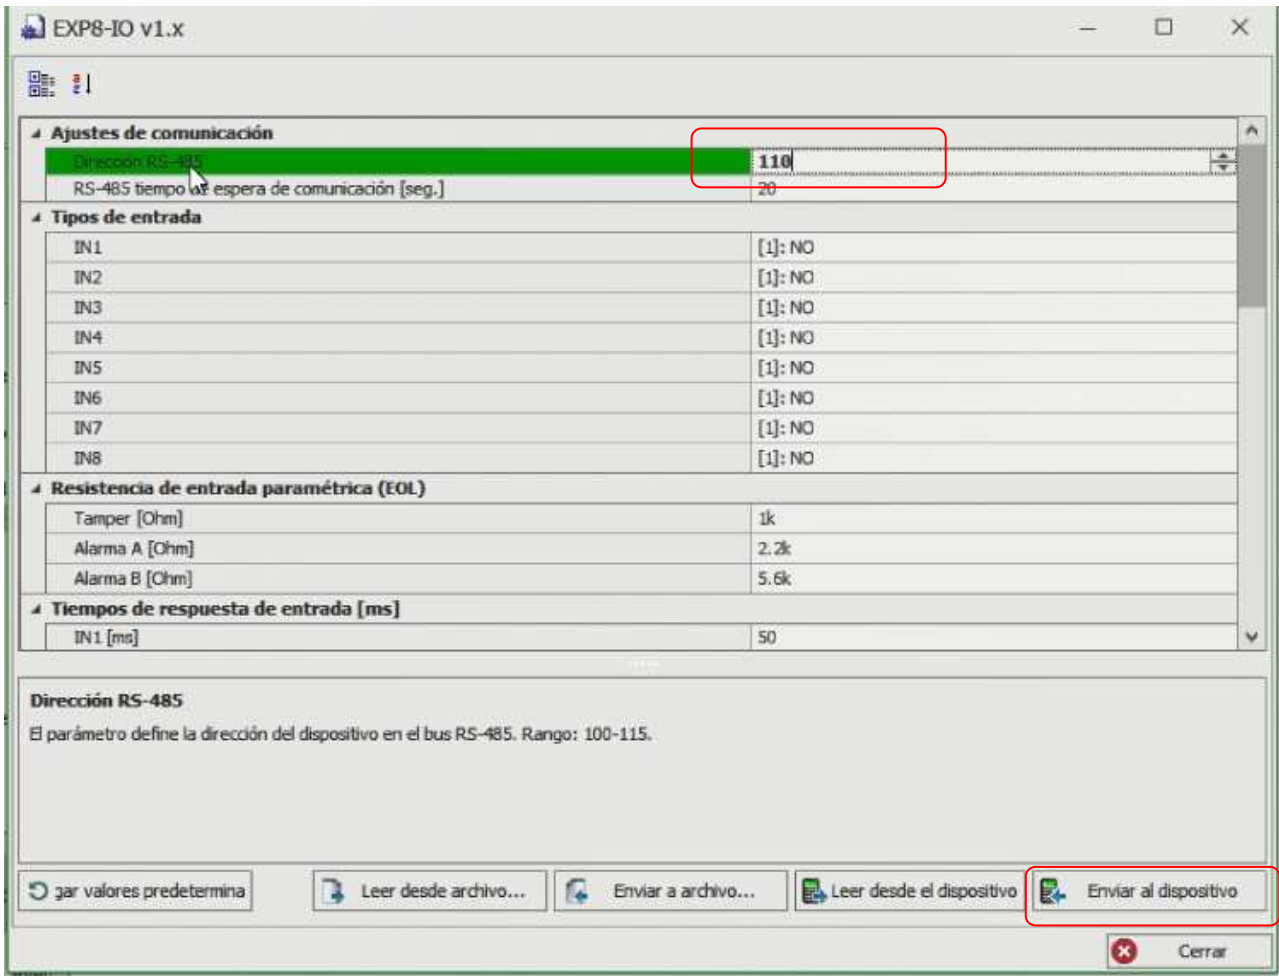 EXP8-IO v1.x
Ajustes de comunicación
Dirección RS-485 110
RS-485 tiempo de espera de comunicación [seg.] 20
Tipos de entrada
IN1 [1]: NO
IN2 [1]: NO
IN3 [1]: NO
IN4 [1]: NO
IN5 [1]: NO
IN6 [1]: NO
IN7 [1]: NO
IN8 [1]: NO
Resistencia de entrada paramétrica (EOL)
Tamper [Ohm] 1k
Alarma A [Ohm] 2.2k
Alarma B [Ohm] 5.6k
Tiempos de respuesta de entrada [ms]
IN1 [ms] 50
Dirección RS-485
El parámetro define la dirección del dispositivo en el bus RS-485. Rango: 100-115.
gar valores predetermina Leer desde archivo... Enviar a archivo... Leer desde el dispositivo Enviar al dispositivo
Cerrar